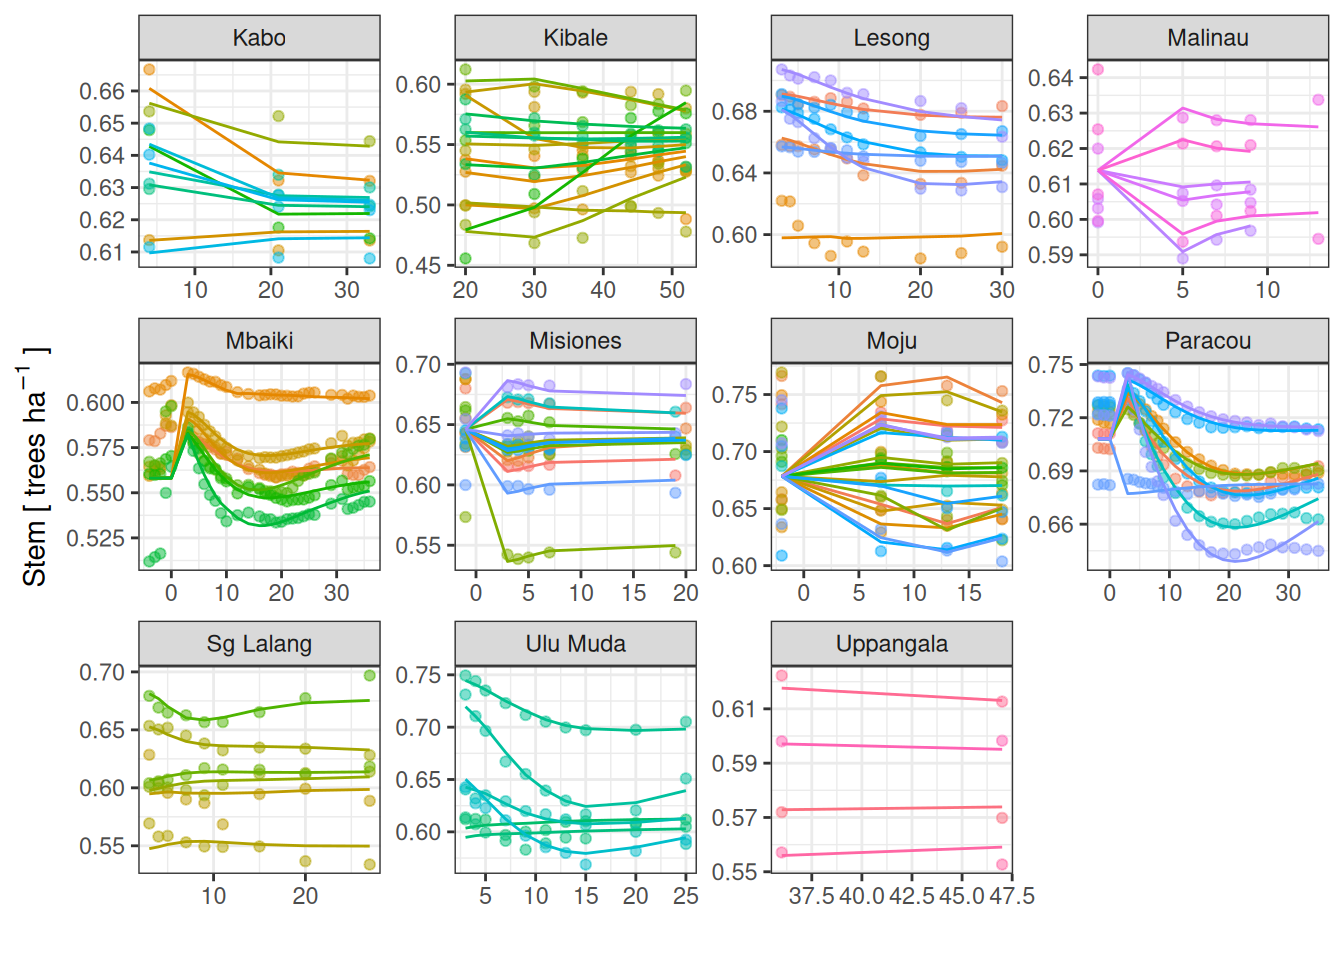 Kabo Kibale Lesong Malinau
0.66 0.65 0.64 0.63 0.62 0.61
10 20 30
0.60 0.55 0.50 0.45
20 30 40 50
0.68 0.64 0.60
10 20 30
0.64 0.63 0.62 0.61 0.60 0.59
0 5 10
Stem [ trees ha⁻¹ ]
Mbaiki Misiones Moju Paracou
0.600 0.575 0.550 0.525
0 10 20 30
0.70 0.65 0.60 0.55
0 5 10 15 20
0.75 0.70 0.65 0.60
0 5 10 15
0.75 0.72 0.69 0.66
0 10 20 30
Sg Lalang Ulu Muda Uppangala
0.70 0.65 0.60 0.55
10 20
0.75 0.70 0.65 0.60
5 10 15 20 25
0.61 0.59 0.57 0.55
37.5 40.0 42.5 45.0 47.5